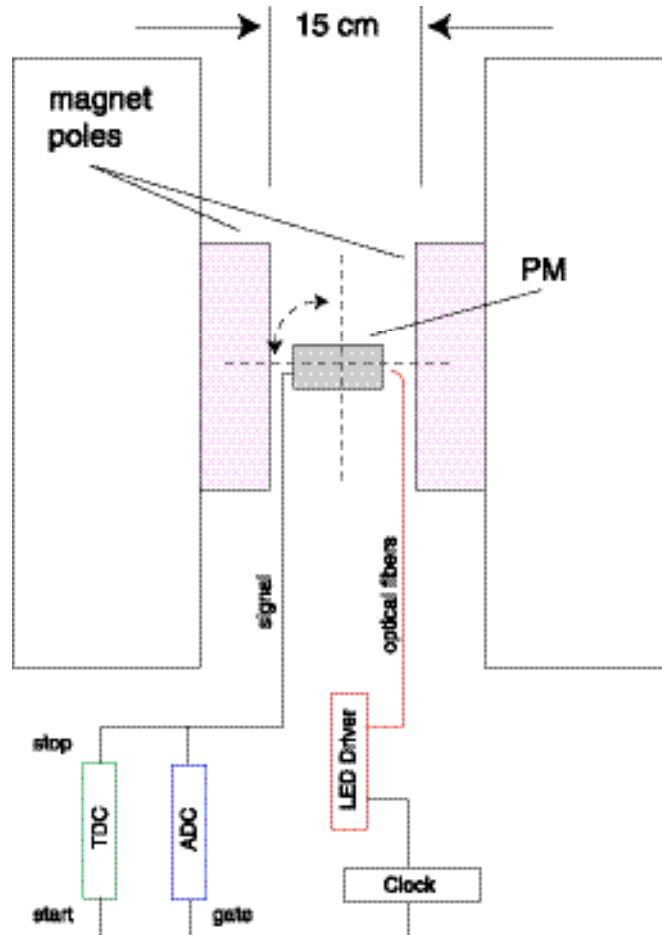 15 cm
magnet
poles
PM
signal
optical fibers
stop
TDC
ADC
LED Driver
Clock
start
gate